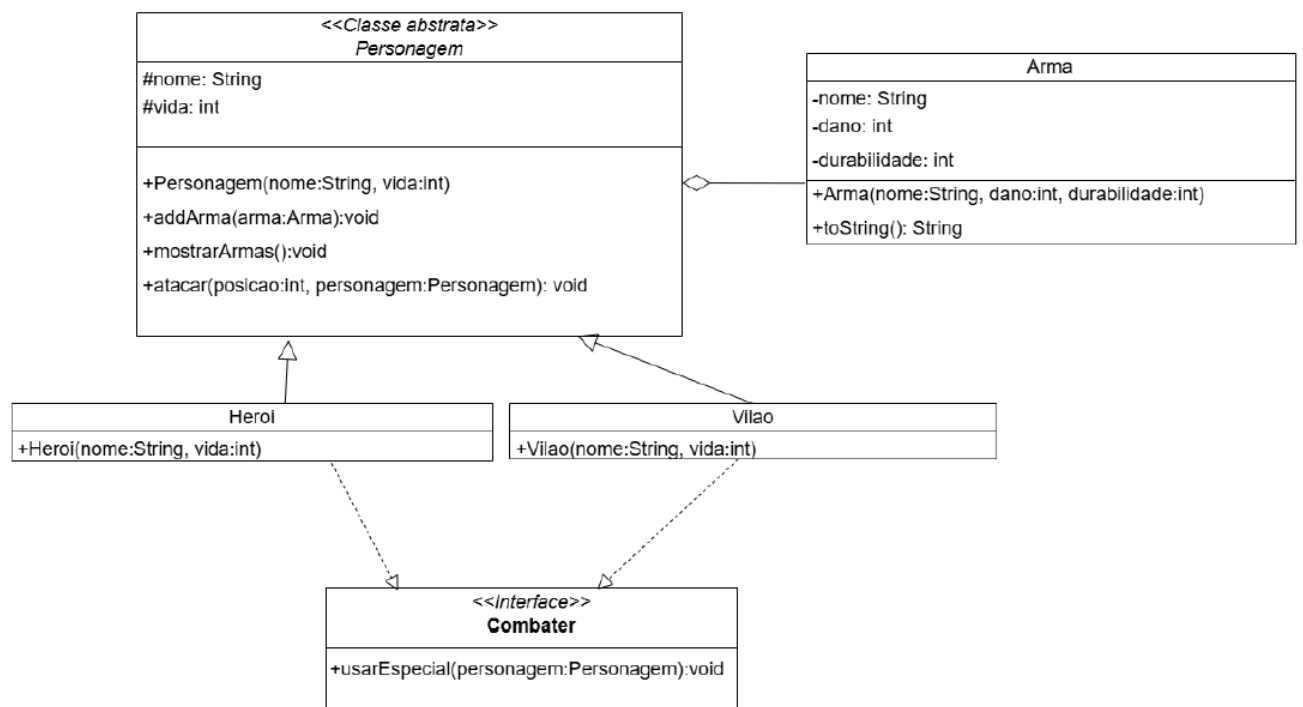 <<Classe abstrata>>
Personagem
#nome: String
#vida: int
+Personagem(nome:String, vida:int)
+addArma(arma:Arma):void
+mostrarArmas():void
+atacar(posicao:int, personagem:Personagem): void
Arma
-nome: String
-dano: int
-durabilidade: int
+Arma(nome:String, dano:int, durabilidade:int)
+toString(): String
Heroi
+Heroi(nome:String, vida:int)
Vilao
+Vilao(nome:String, vida:int)
<<Interface>>
Combater
+usarEspecial(personagem:Personagem):void